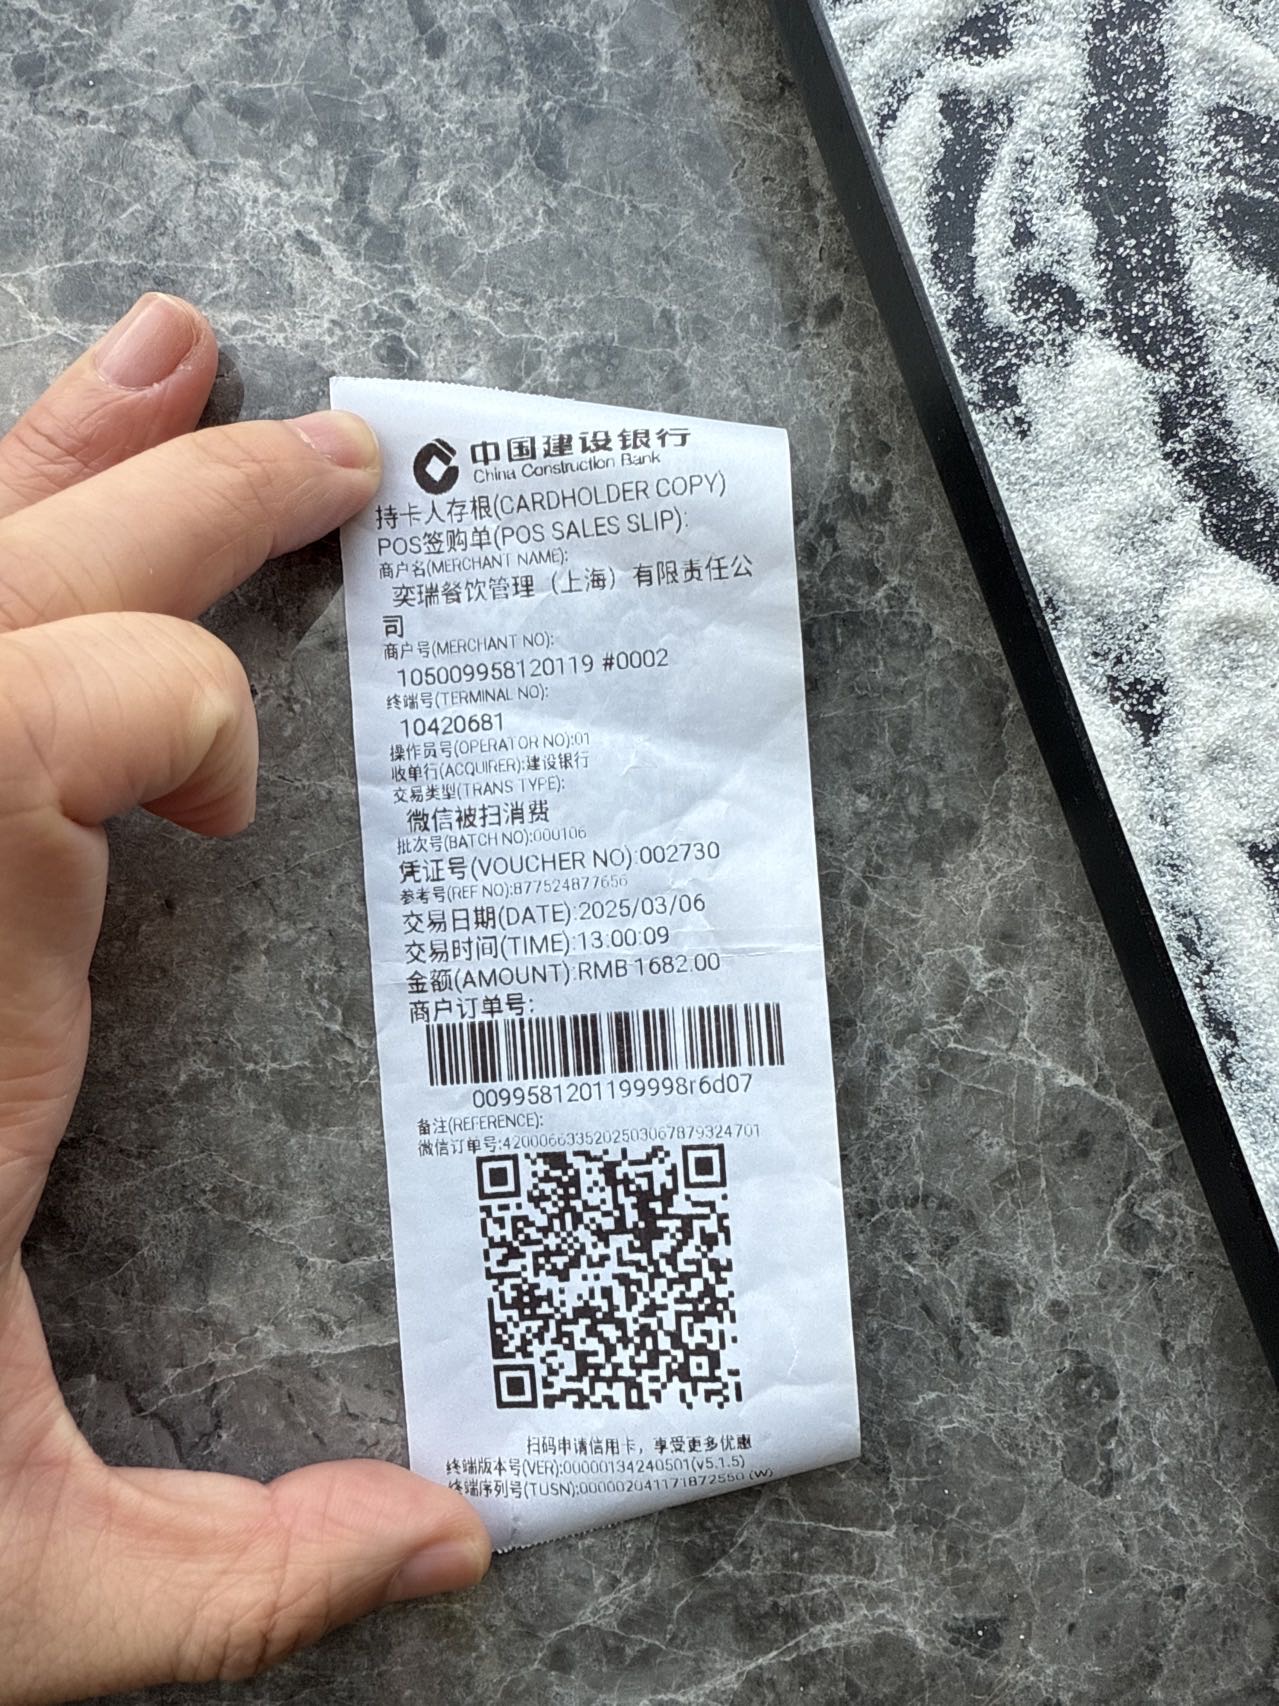 中国建设银行
China Construction Bank
持卡人存根(CARDHOLDER COPY)
POS签购单(POS SALES SLIP):
商户名(MERCHANT NAME):
奕瑞餐饮管理（上海）有限责任公
司
商户号(MERCHANT NO):
105009958120119 #0002
终端号(TERMINAL NO):
10420681
操作员号(OPERATOR NO):01
收单行(ACQUIRER):建设银行
交易类型(TRANS TYPE):
微信被扫消费
批次号(BATCH NO):000106
凭证号(VOUCHER NO):002730
参考号(REF NO):877524877656
交易日期(DATE):2025/03/06
交易时间(TIME):13:00:09
金额(AMOUNT):RMB 1682.00
商户订单号:
0099581201199998r6d07
备注(REFERENCE):
微信订单号:4200066335202503067879324701
扫码申请信用卡，享受更多优惠
终端版本号(VER):00000134240501(v5.1.5)
终端序列号(TUSN):00000204117187255​0 (W)